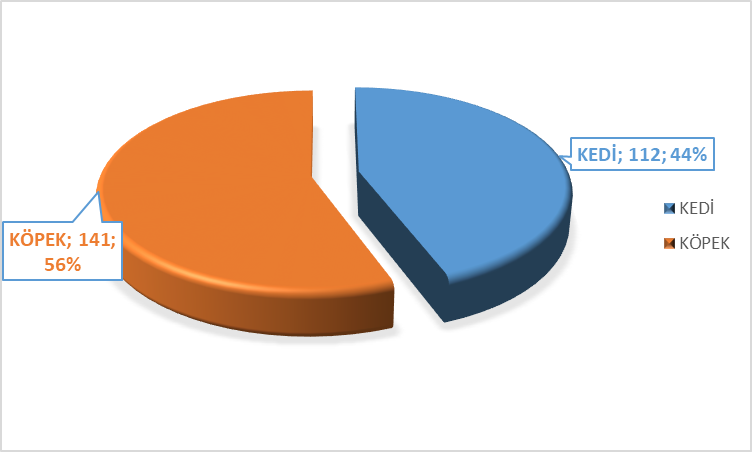 KEDİ; 112; 44%
KÖPEK; 141;
56%
KEDİ
KÖPEK